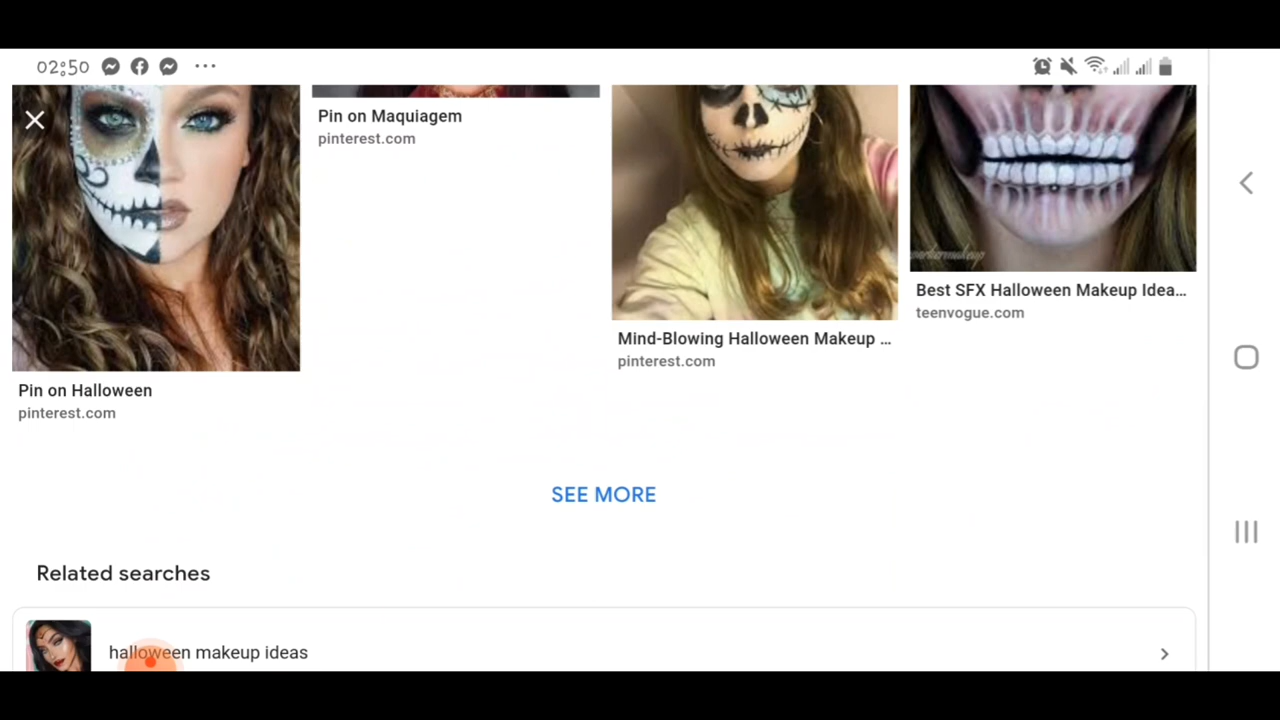 02:50
Pin on Maquiagem
pinterest.com
Best SFX Halloween Makeup Idea...
teenvogue.com
Mind-Blowing Halloween Makeup ...
pinterest.com
Pin on Halloween
pinterest.com
SEE MORE
Related searches
halloween makeup ideas